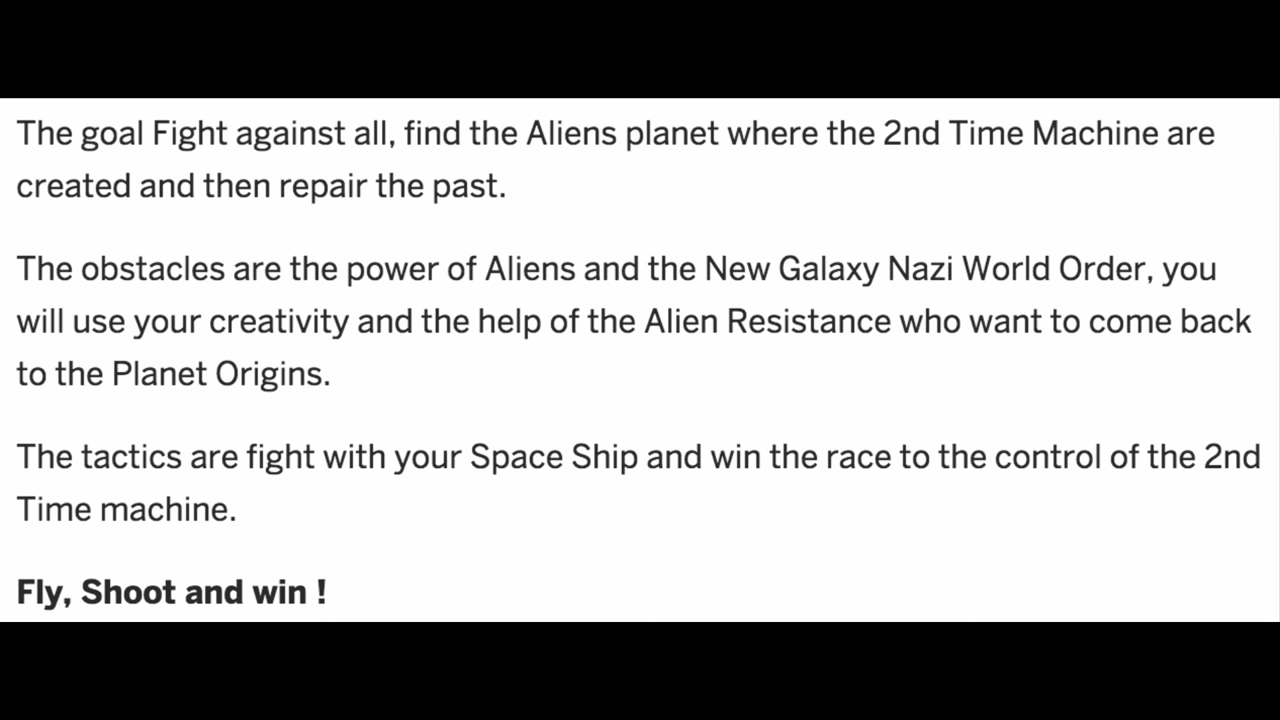 The goal Fight against all, find the Aliens planet where the 2nd Time Machine are
created and then repair the past.
The obstacles are the power of Aliens and the New Galaxy Nazi World Order, you
will use your creativity and the help of the Alien Resistance who want to come back
to the Planet Origins.
The tactics are fight with your Space Ship and win the race to the control of the 2nd
Time machine.
Fly, Shoot and win !